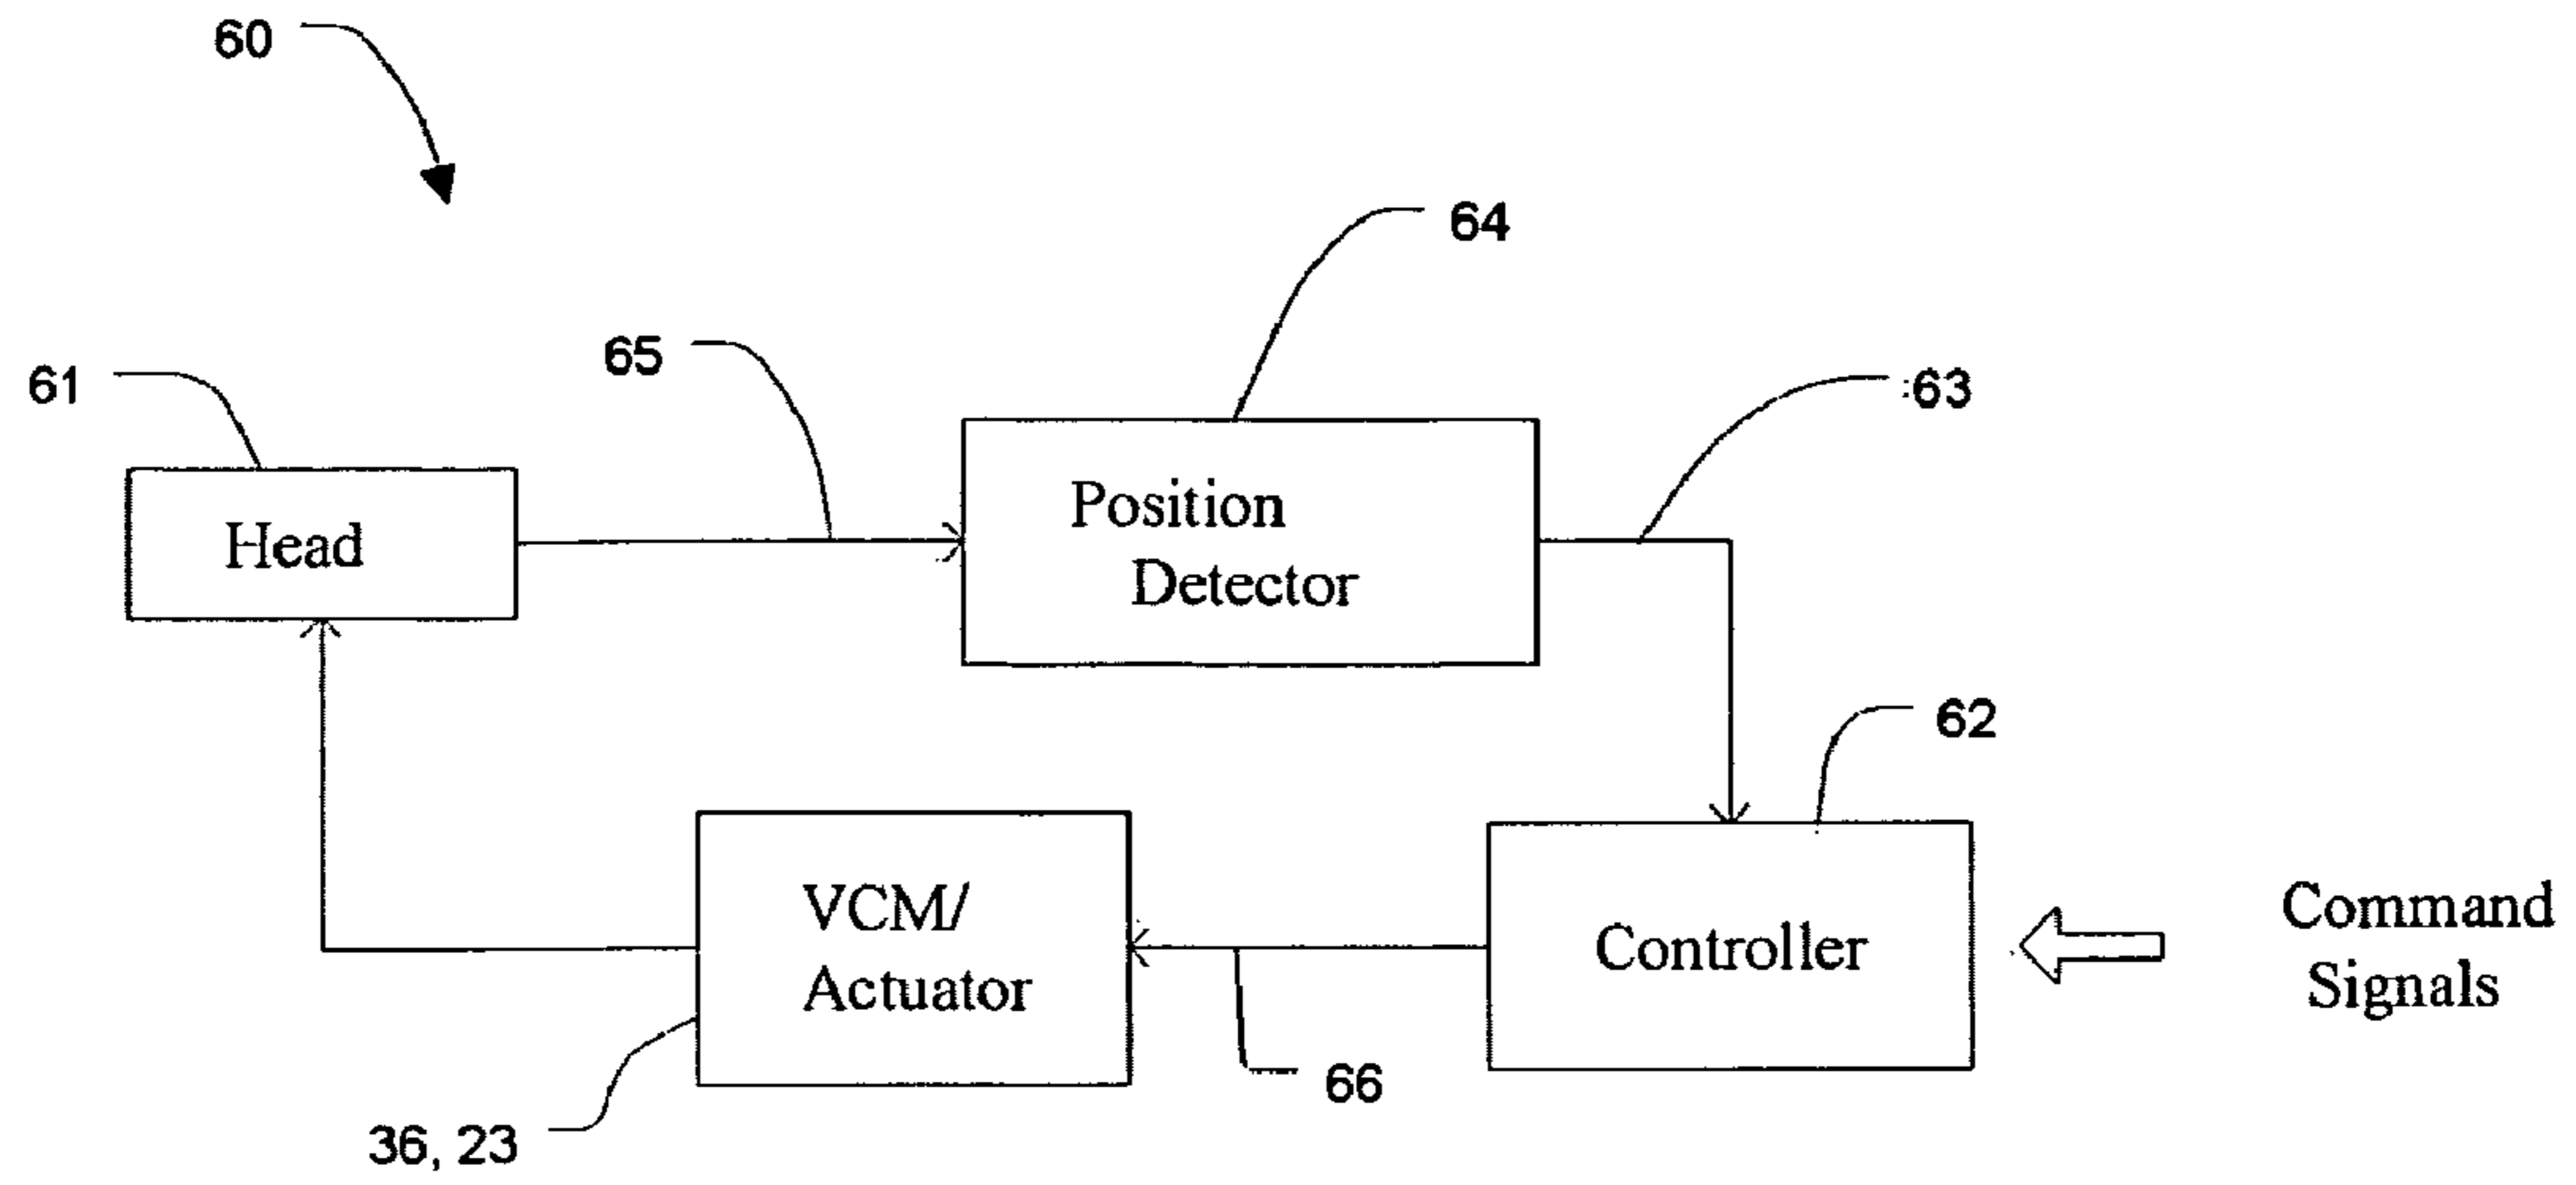 60
64
65
61
63
Head
Position
Detector
62
VCM/
Actuator
Controller
Command
Signals
66
36, 23